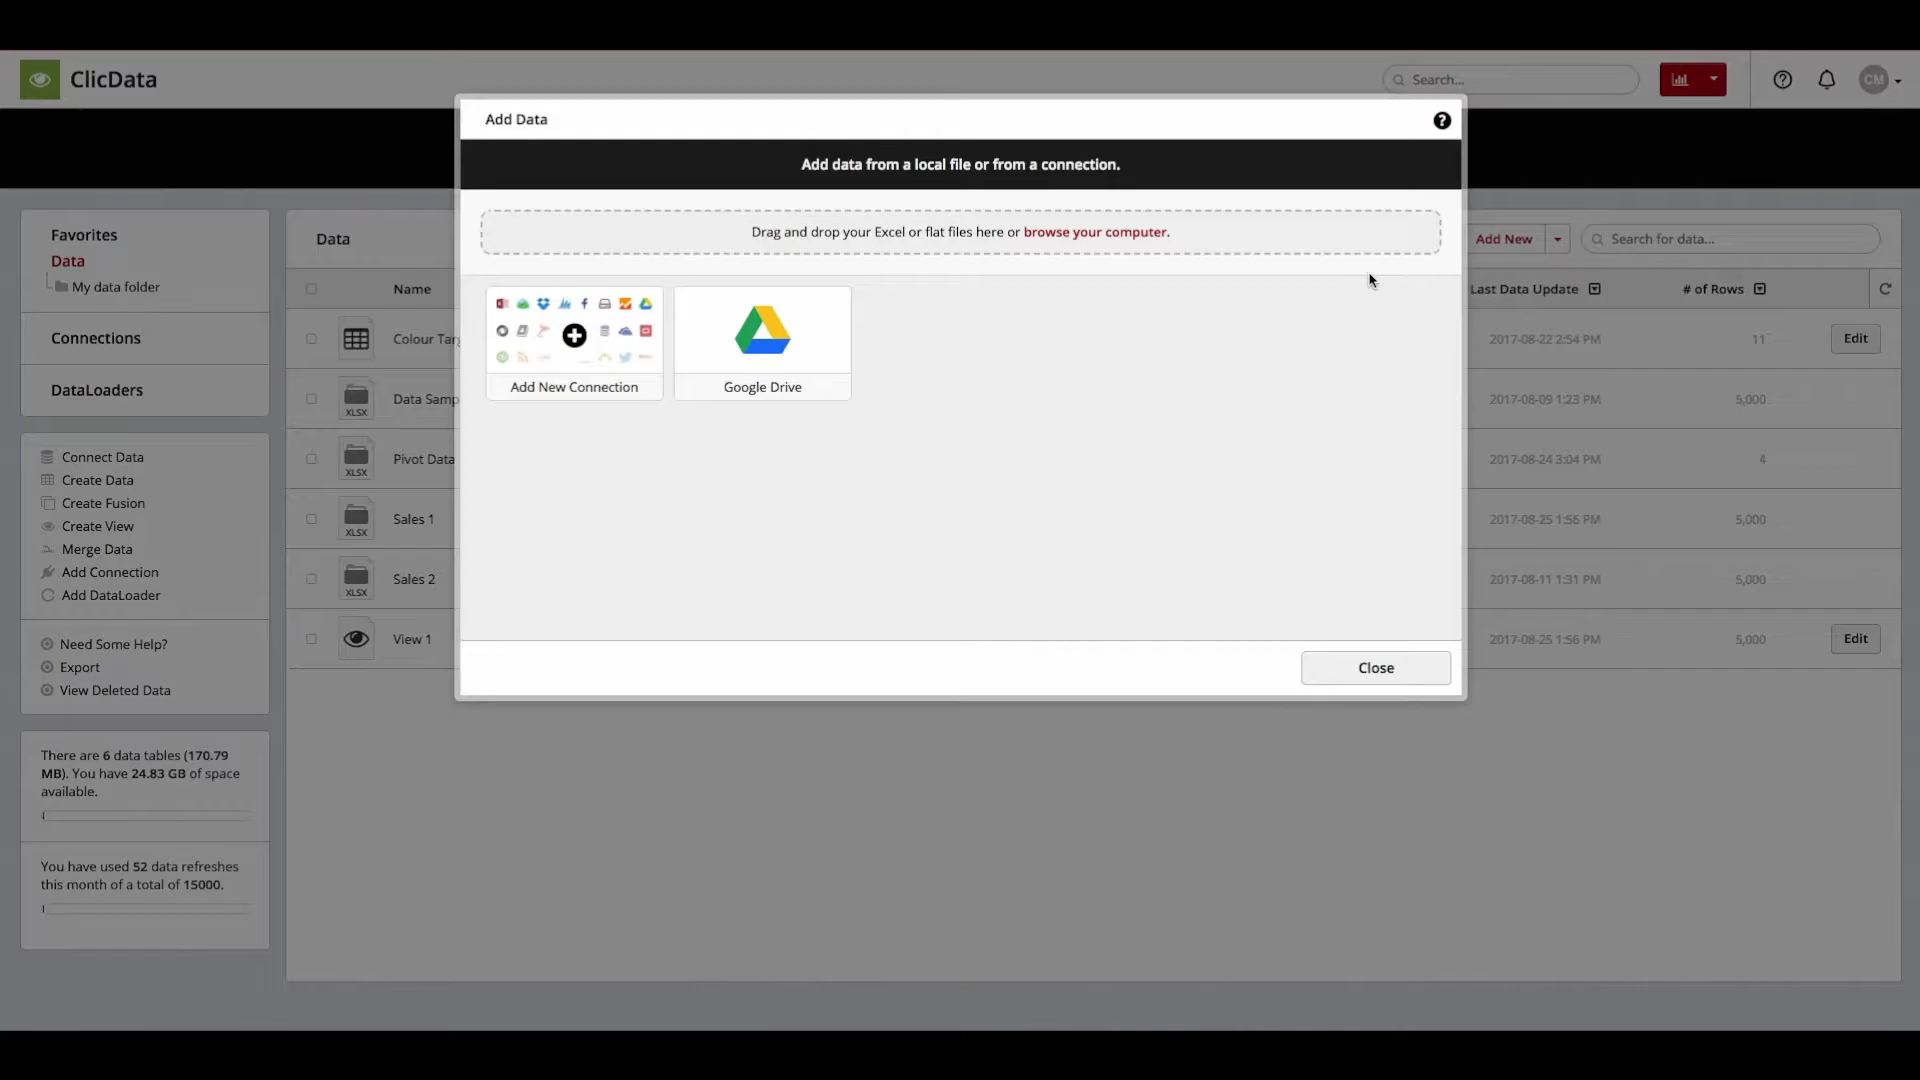 ClicData
Search...
CM
Add Data
Add data from a local file or from a connection.
Drag and drop your Excel or flat files here or browse your computer.
Add New Connection
Google Drive
Close
Favorites
Data
My data folder
Connections
DataLoaders
Connect Data
Create Data
Create Fusion
Create View
Merge Data
Add Connection
Add DataLoader
Need Some Help?
Export
View Deleted Data
There are 6 data tables (170.79
MB). You have 24.83 GB of space
available.
You have used 52 data refreshes
this month of a total of 15000.
Data
Add New
Search for data...
Name
Last Data Update
# of Rows
Colour Tar
2017-08-22 2:54 PM
11
Edit
XLSX
Data Samp
2017-08-09 1:23 PM
5,000
XLSX
Pivot Data
2017-08-24 3:04 PM
4
XLSX
Sales 1
2017-08-25 1:56 PM
5,000
XLSX
Sales 2
2017-08-11 1:31 PM
5,000
View 1
2017-08-25 1:56 PM
5,000
Edit